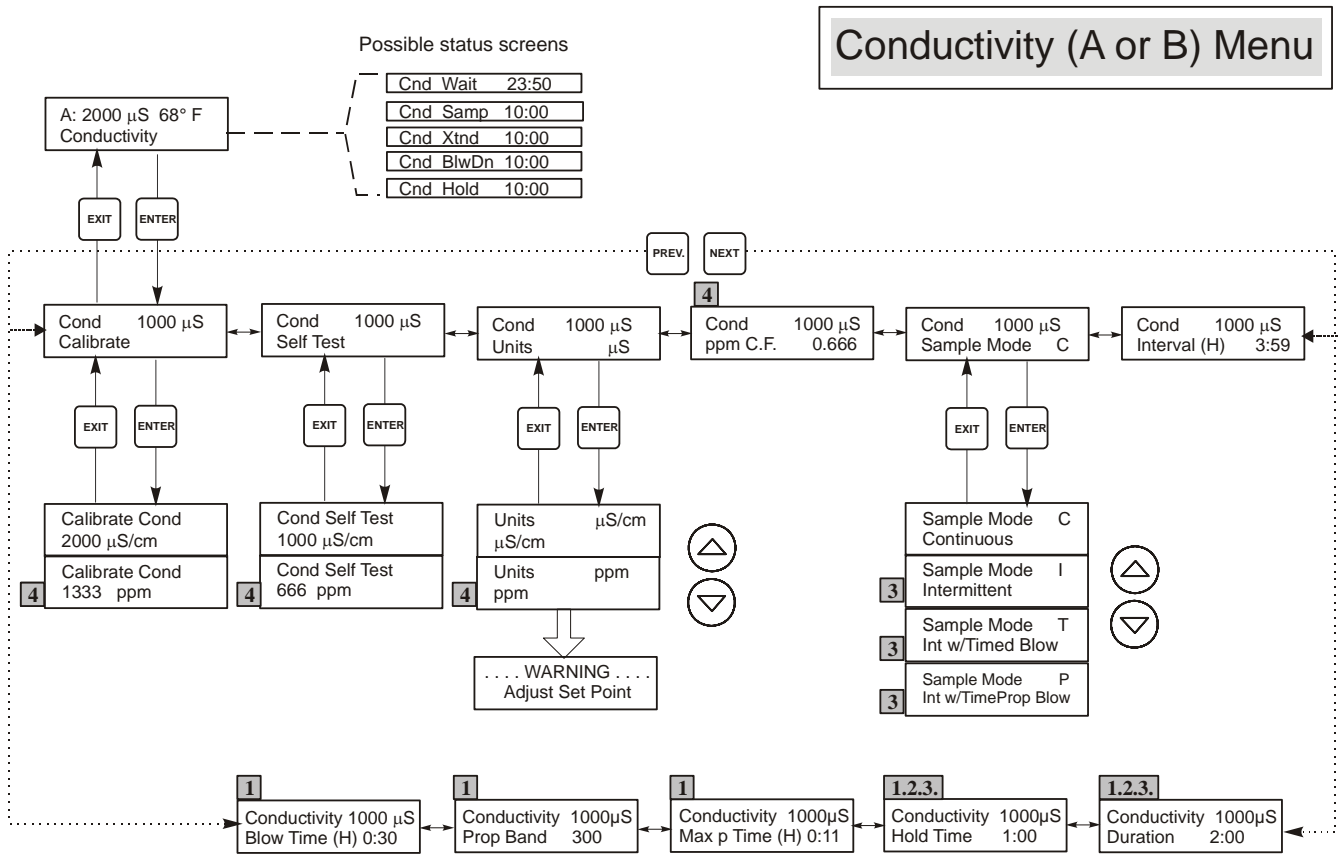 Conductivity (A or B) Menu
Possible status screens
Cnd Wait 23:50
Cnd Samp 10:00
Cnd Xtnd 10:00
Cnd BlwDn 10:00
Cnd Hold 10:00
A: 2000 µS 68° F
Conductivity
EXIT
ENTER
PREV.
NEXT
Cond 1000 µS
Calibrate
Cond 1000 µS
Self Test
Cond 1000 µS
Units µS
4
Cond 1000 µS
ppm C.F. 0.666
Cond 1000 µS
Sample Mode C
Cond 1000 µS
Interval (H) 3:59
EXIT
ENTER
EXIT
ENTER
EXIT
ENTER
EXIT
ENTER
Calibrate Cond
2000 µS/cm
4
Calibrate Cond
1333 ppm
Cond Self Test
1000 µS/cm
4
Cond Self Test
666 ppm
Units µS/cm
µS/cm
4
Units ppm
ppm
. . . . WARNING . . . .
Adjust Set Point
Sample Mode C
Continuous
3
Sample Mode I
Intermittent
3
Sample Mode T
Int w/Timed Blow
3
Sample Mode P
Int w/TimeProp Blow
1
Conductivity 1000 µS
Blow Time (H) 0:30
1
Conductivity 1000µS
Prop Band 300
1
Conductivity 1000µS
Max p Time (H) 0:11
1.2.3.
Conductivity 1000µS
Hold Time 1:00
1.2.3.
Conductivity 1000µS
Duration 2:00